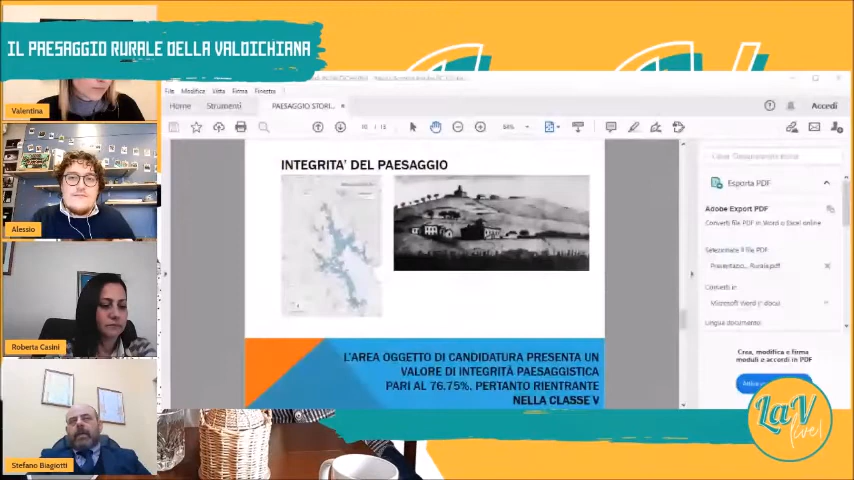 IL PAESAGGIO RURALE DELLA VALDICHIANA
Valentina
Alessio
Roberta Casini
Stefano Biagiotti
File Modifica Vista Firma Finestra
Home Strumenti PAESAGGIO STORI... × Accedi
INTEGRITA' DEL PAESAGGIO
L'AREA OGGETTO DI CANDIDATURA PRESENTA UN
VALORE DI INTEGRITÀ PAESAGGISTICA
PARI AL 76.75%, PERTANTO RIENTRANTE
NELLA CLASSE V
Esporta PDF
Adobe Export PDF
Converti file PDF in Word o Excel online
Selezionate il file PDF
Converti in
Microsoft Word
Lingua documento:
Crea, modifica e firma
moduli e accordi in PDF
LaV
live!